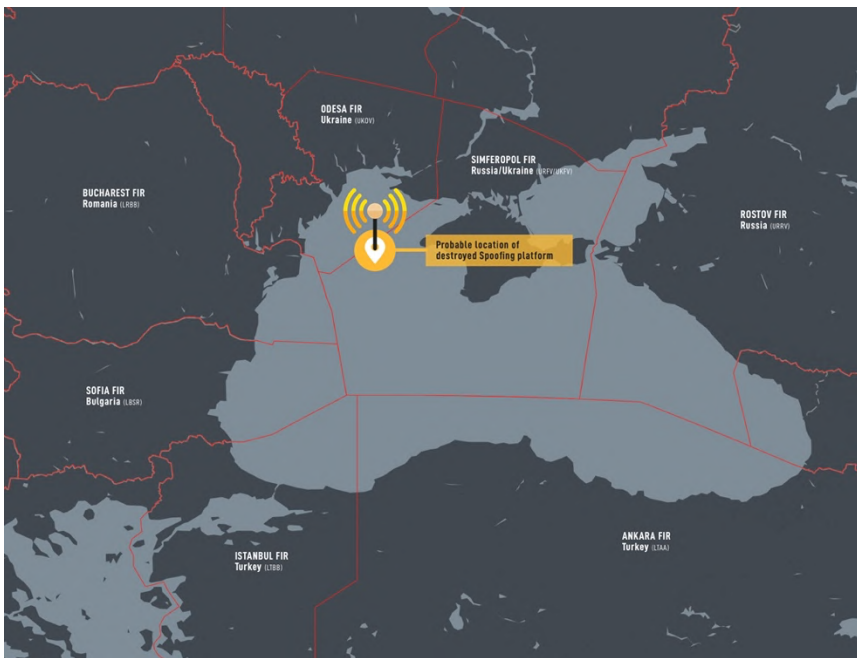 ODESA FIR
Ukraine (UKOV)
SIMFEROPOL FIR
Russia/Ukraine (URFV/UKFV)
BUCHAREST FIR
Romania (LRBB)
ROSTOV FIR
Russia (URRV)
Probable location of
destroyed Spoofing platform
SOFIA FIR
Bulgaria (LBSR)
ISTANBUL FIR
Turkey (LTBB)
ANKARA FIR
Turkey (LTAA)